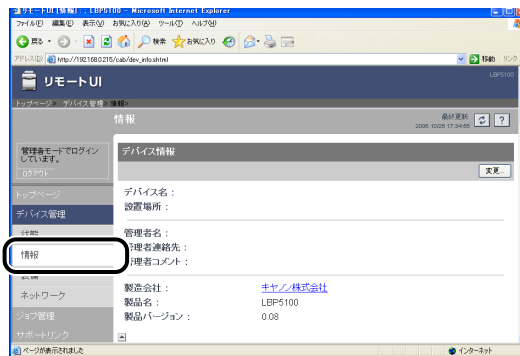 リモートUI [情報] : : LBP5100 - Microsoft Internet Explorer
ファイル(F) 編集(E) 表示(V) お気に入り(A) ツール(T) ヘルプ(H)
戻る 検索 お気に入り
アドレス(D) http://192.168.0.215/cab/dev_info.shtml 移動 リンク
リモートUI LBP5100
トップページ > デバイス管理 > 情報>
情報 最終更新
2005 10/25 17:34:56 ?
管理者モードでログイン
しています。
ログアウト
トップページ
デバイス管理
状態
情報
装備
ネットワーク
ジョブ管理
サポートリンク
デバイス情報
変更...
デバイス名 :
設置場所 :
管理者名 :
管理者連絡先 :
管理者コメント :
製造会社 : キヤノン株式会社
製品名 : LBP5100
製品バージョン : 0.08
ページが表示されました インターネット